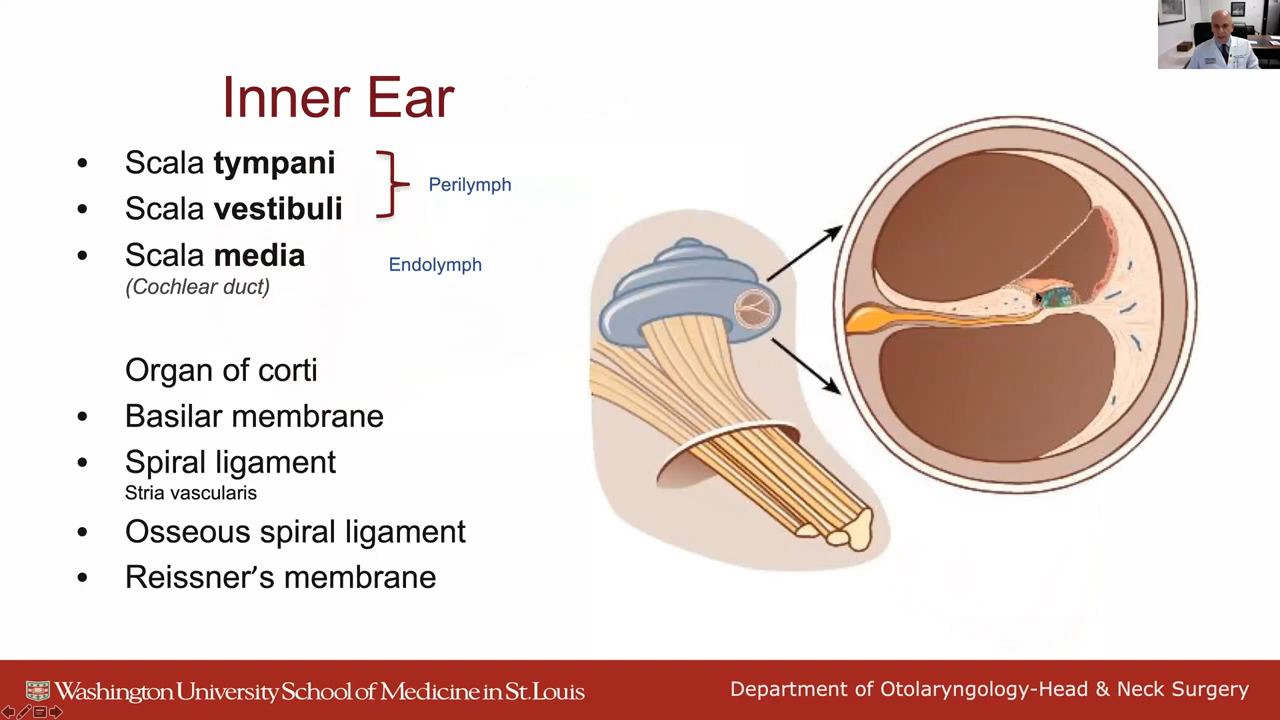 Inner Ear
• Scala tympani
• Scala vestibuli
Perilymph
• Scala media
(Cochlear duct)
Endolymph
Organ of corti
• Basilar membrane
• Spiral ligament
Stria vascularis
• Osseous spiral ligament
• Reissner’s membrane
Washington University School of Medicine in St. Louis
Department of Otolaryngology-Head & Neck Surgery